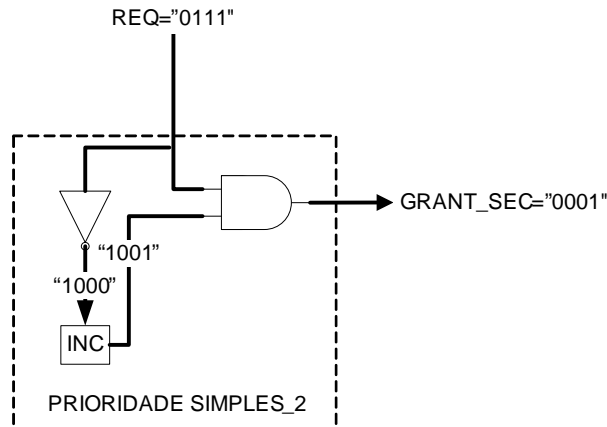 REQ=”0111"
GRANT_SEC=”0001"
“1001”
“1000”
INC
PRIORIDADE SIMPLES_2